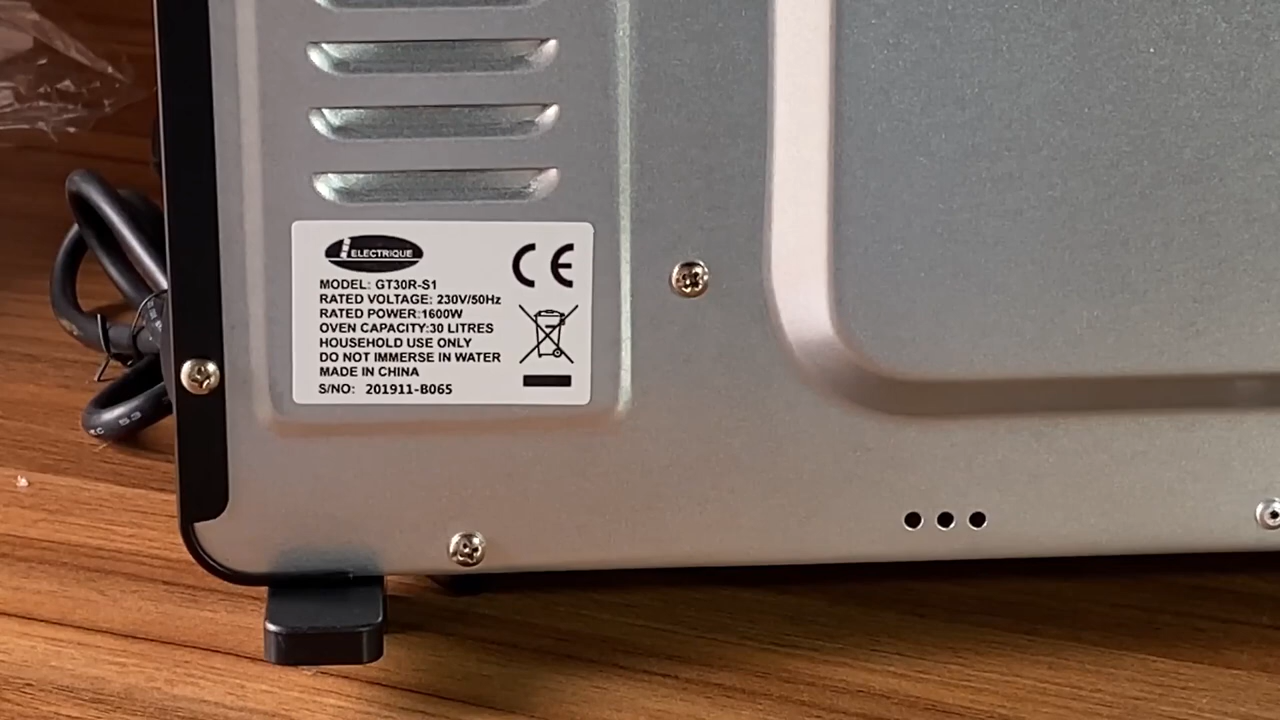 ELECTRIQUE
CE
MODEL: GT30R-S1
RATED VOLTAGE: 230V/50Hz
RATED POWER:1600W
OVEN CAPACITY:30 LITRES
HOUSEHOLD USE ONLY
DO NOT IMMERSE IN WATER
MADE IN CHINA
S/NO: 201911-B065
53